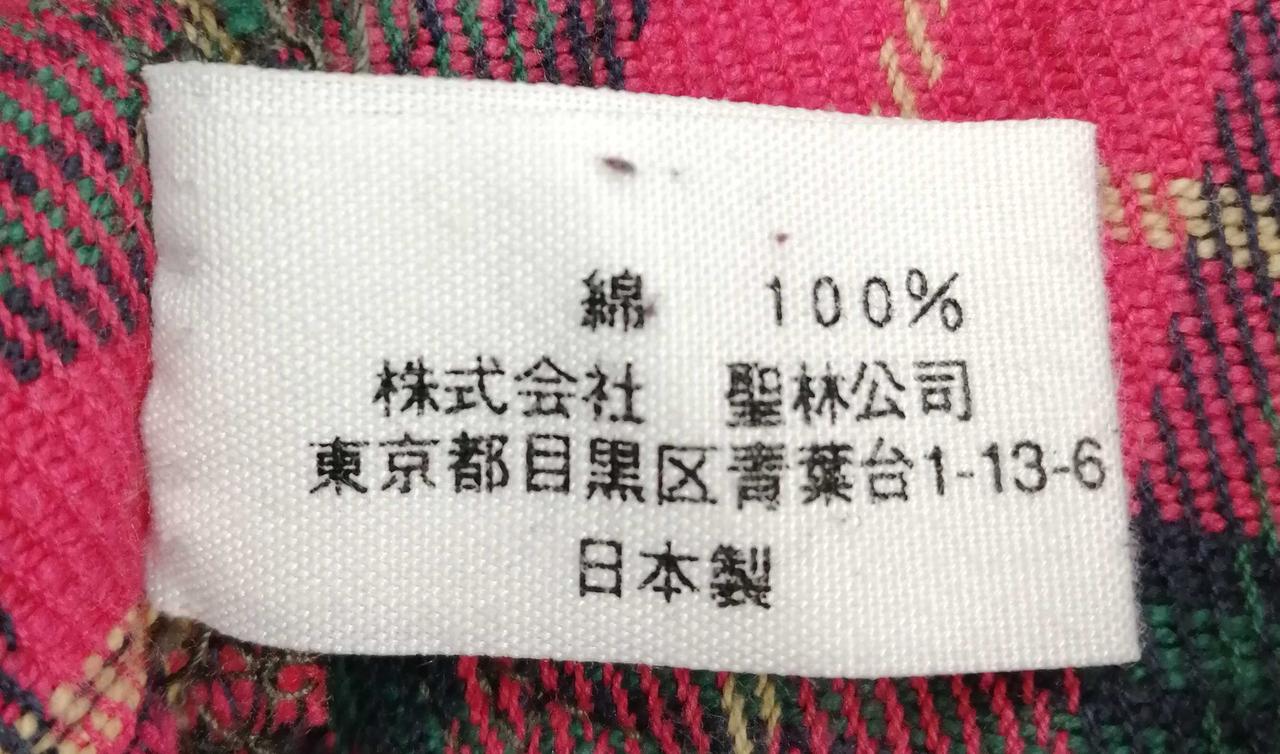 綿　100%
株式会社　聖林公司
東京都目黒区青葉台1-13-6
日本製